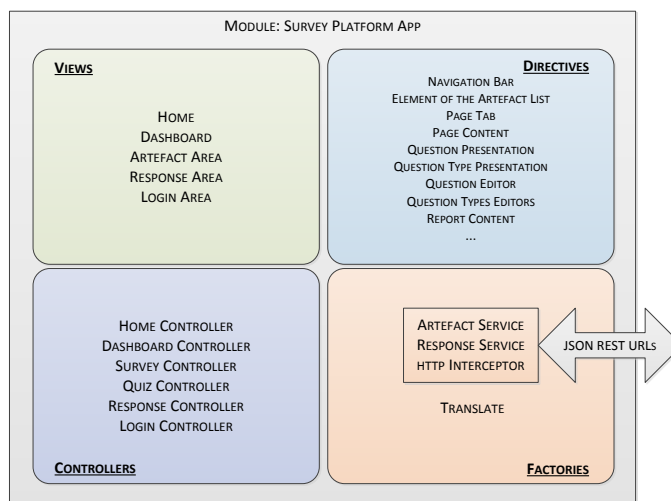 Module: Survey Platform App
Views
Home
Dashboard
Artefact Area
Response Area
Login Area
Directives
Navigation Bar
Element of the Artefact List
Page Tab
Page Content
Question Presentation
Question Type Presentation
Question Editor
Question Types Editors
Report Content
...
Home Controller
Dashboard Controller
Survey Controller
Quiz Controller
Response Controller
Login Controller
Controllers
Artefact Service
Response Service
HTTP Interceptor
JSON REST URLs
Translate
Factories